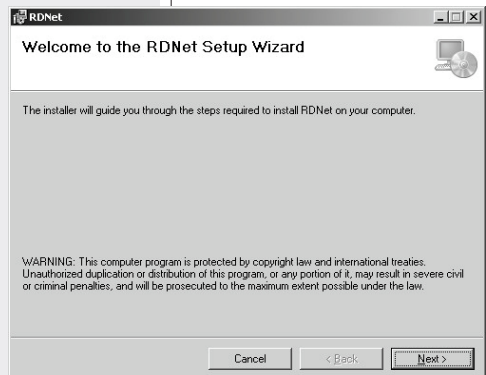 RDNet
Welcome to the RDNet Setup Wizard
The installer will guide you through the steps required to install RDNet on your computer.
WARNING: This computer program is protected by copyright law and international treaties.
Unauthorized duplication or distribution of this program, or any portion of it, may result in severe civil
or criminal penalties, and will be prosecuted to the maximum extent possible under the law.
Cancel
< Back
Next >